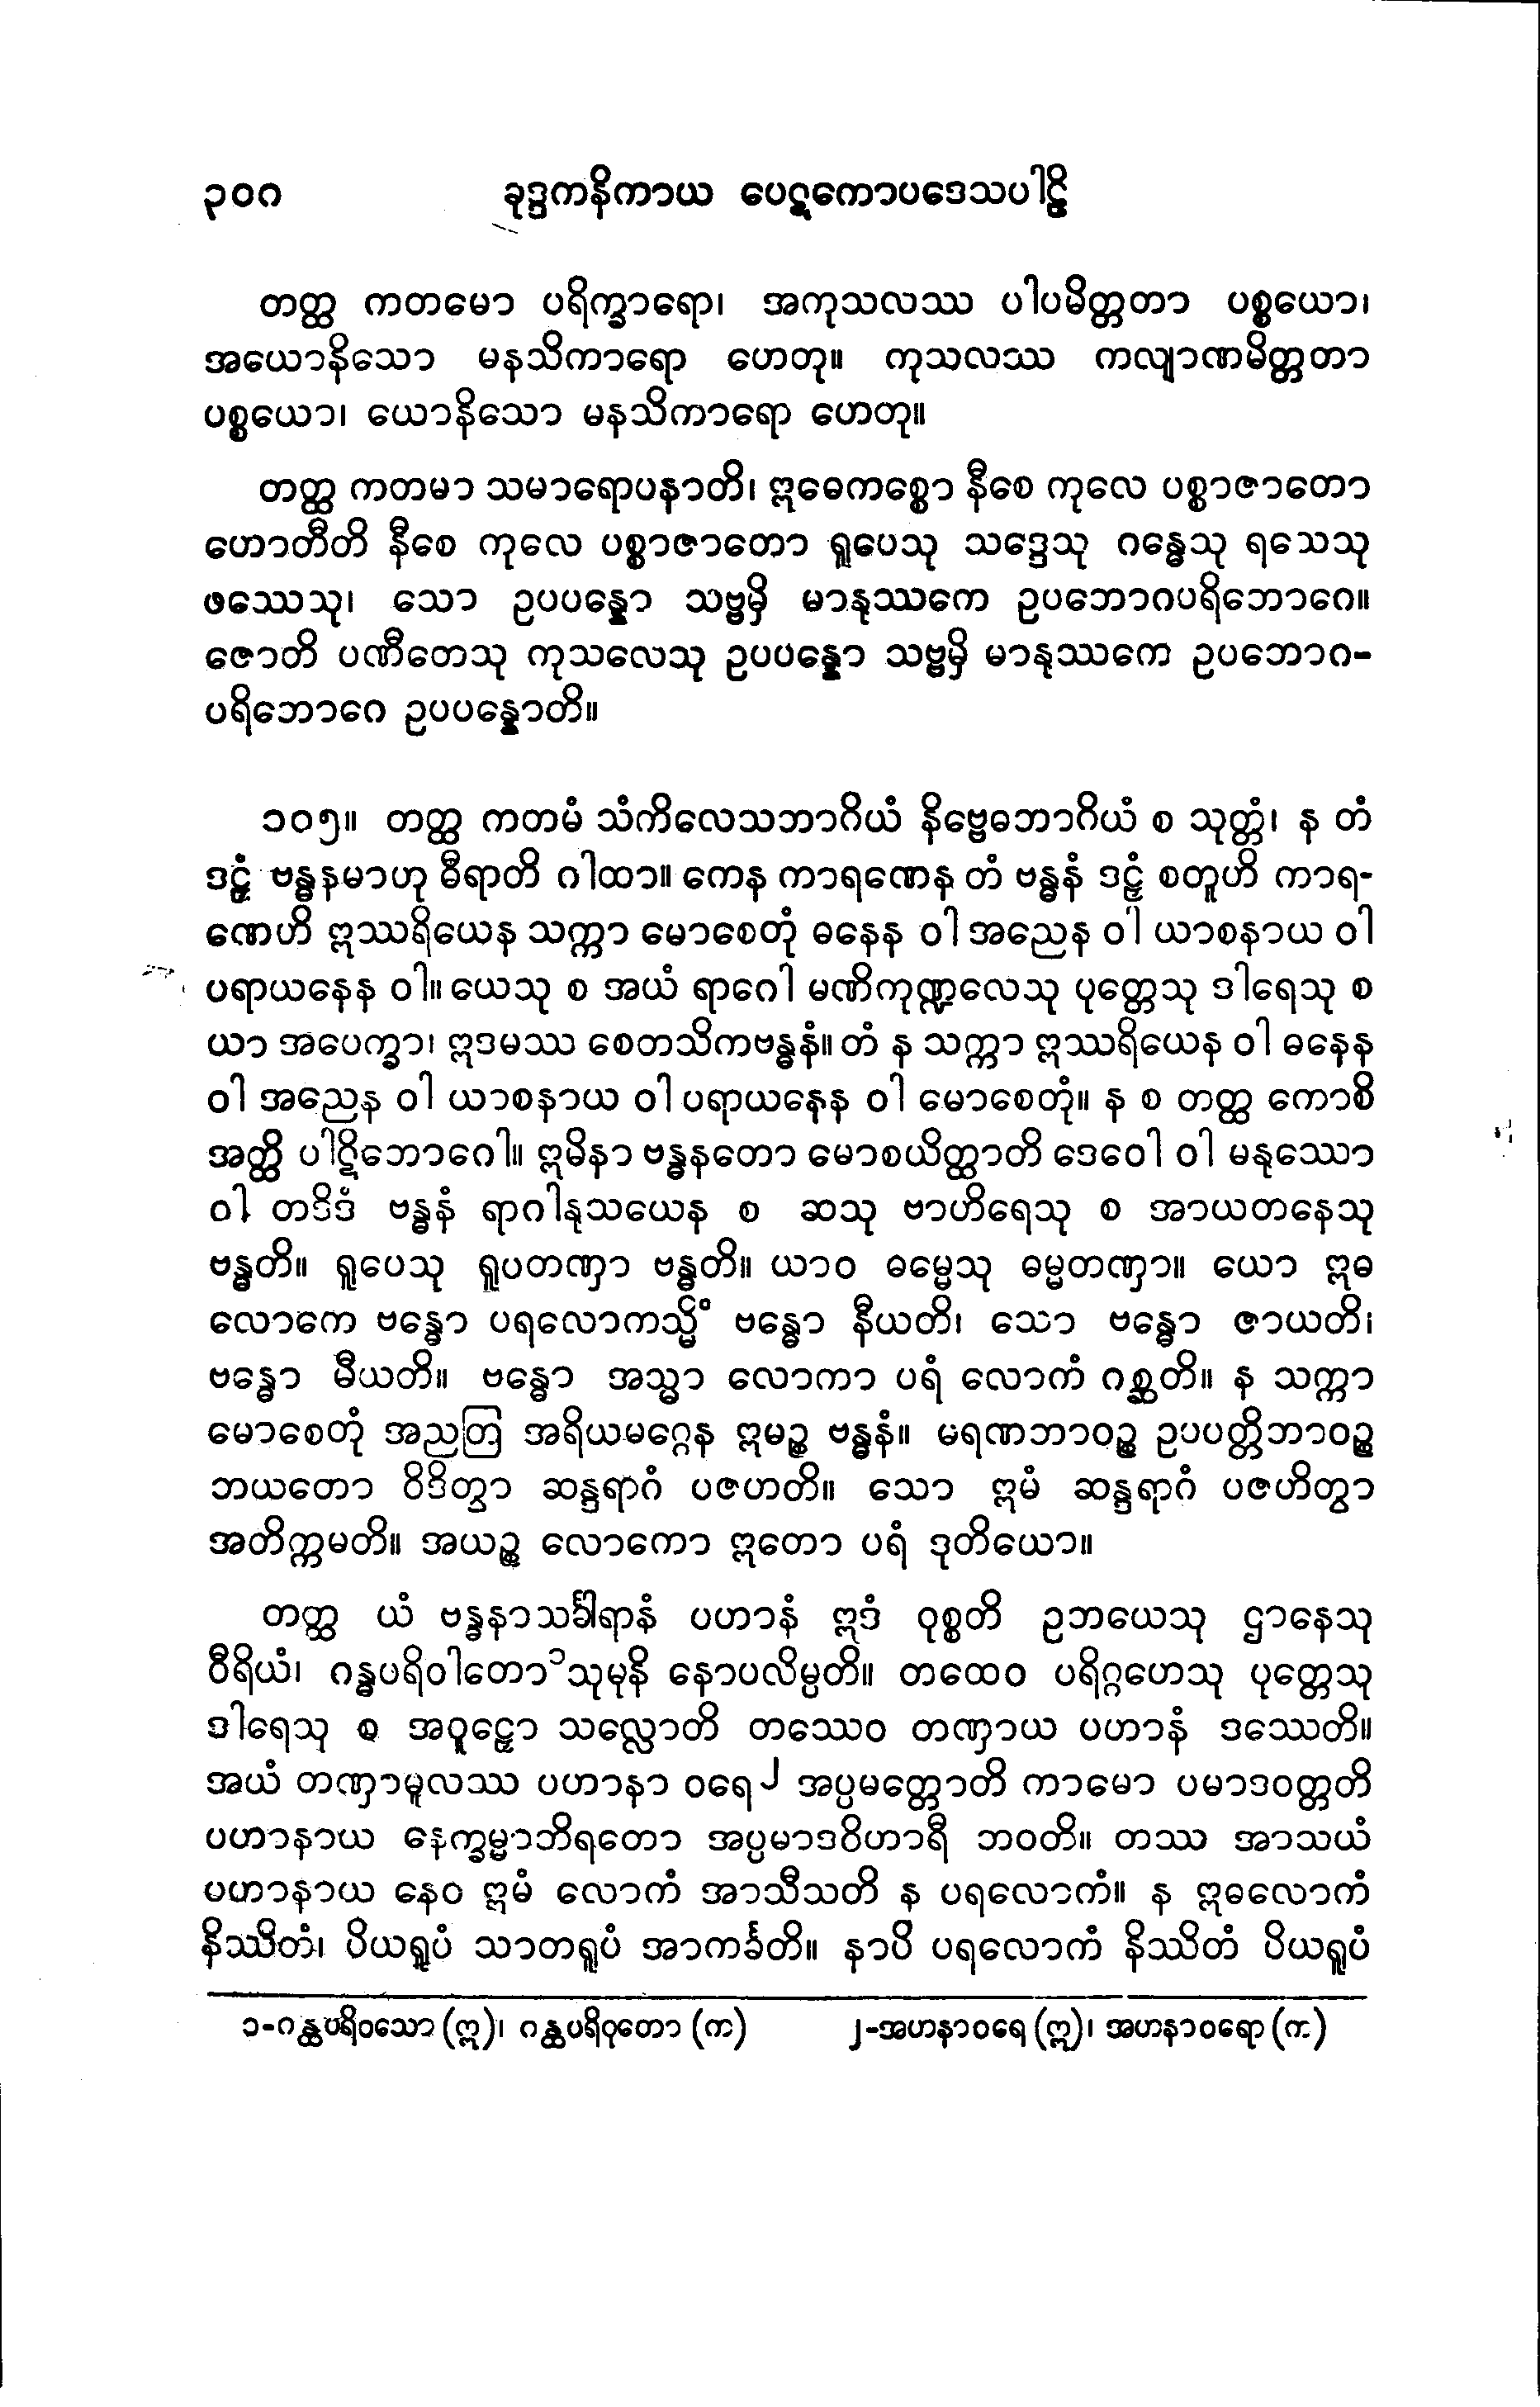 ၃၀ဂ ခုဒ္ဒကနိကာယ ပေဋကောပဒေသပါဠိ
တတ္ထ ကတမော ပရိက္ခာရော၊ အကုသလဿ ပါပမိတ္တတာ ပစ္စယော၊
အယောနိသော မနသိကာရော ဟေတု။ ကုသလဿ ကလျာဏမိတ္တတာ
ပစ္စယော၊ ယောနိသော မနသိကာရော ဟေတု။
တတ္ထ ကတမာ သမာရောပနာတိ၊ ဣဓေကစ္စော နီစေ ကုလေ ပစ္စာဇာတော
ဟောတီတိ နီစေ ကုလေ ပစ္စာဇာတော ရူပေသု သဒ္ဒေသု ဂန္ဓေသု ရသေသု
ဖဿေသု၊ သော ဥပပန္နော သဗ္ဗမှိ မာနုဿကေ ဥပဘောဂပရိဘောဂေ။
ဇောတိ ပဏီတေသု ကုသလေသု ဥပပန္နော သဗ္ဗမှိ မာနုဿကေ ဥပဘောဂ-
ပရိဘောဂေ ဥပပန္နောတိ။
၁၀၅။ တတ္ထ ကတမံ သံကိလေသဘာဂိယံ နိဗ္ဗေဓဘာဂိယံ စ သုတ္တံ၊ န တံ
ဒဠှံ ဗန္ဓနမာဟု ဓီရာတိ ဂါထာ။ ကေန ကာရဏေန တံ ဗန္ဓနံ ဒဠှံ စတူဟိ ကာရ-
ဏေဟိ ဣဿရိယေန သက္ကာ မောစေတုံ ဓနေန ဝါ အညေန ဝါ ယာစနာယ ဝါ
ပရာယနေန ဝါ။ ယေသု စ အယံ ရာဂေါ မဏိကုဏ္ဍလေသု ပုတ္တေသု ဒါရေသု စ
ယာ အပေက္ခာ၊ ဣဒမဿ စေတသိကဗန္ဓနံ။ တံ န သက္ကာ ဣဿရိယေန ဝါ ဓနေန
ဝါ အညေန ဝါ ယာစနာယ ဝါ ပရာယနေန ဝါ မောစေတုံ။ န စ တတ္ထ ကောစိ
အတ္ထိ ပါဋိဘောဂေါ။ ဣမိနာ ဗန္ဓနတော မောစယိတ္ထာတိ ဒေဝေါ ဝါ မနုဿော
ဝါ တဒိဒံ ဗန္ဓနံ ရာဂါနုသယေန စ ဆသု ဗာဟိရေသု စ အာယတနေသု
ဗန္ဓတိ။ ရူပေသု ရူပတဏှာ ဗန္ဓတိ။ ယာဝ ဓမ္မေသု ဓမ္မတဏှာ။ ယော ဣဓ
လောကေ ဗန္ဓော ပရလောကသ္မိံ ဗန္ဓော နီယတိ၊ သော ဗန္ဓော ဇာယတိ၊
ဗန္ဓော မီယတိ။ ဗန္ဓော အသ္မာ လောကာ ပရံ လောကံ ဂစ္ဆတိ။ န သက္ကာ
မောစေတုံ အညတြ အရိယမဂ္ဂေန ဣမဉ္စ ဗန္ဓနံ။ မရဏဘာဝဉ္စ ဥပပတ္တိဘာဝဉ္စ
ဘယတော ဝိဒိတွာ ဆန္ဒရာဂံ ပဇဟတိ။ သော ဣမံ ဆန္ဒရာဂံ ပဇဟိတွာ
အတိက္ကမတိ။ အယဉ္စ လောကော ဣတော ပရံ ဒုတိယော။
တတ္ထ ယံ ဗန္ဓနာသင်္ခါရာနံ ပဟာနံ ဣဒံ ဝုစ္စတိ ဥဘယေသု ဌာနေသု
ဝီရိယံ၊ ဂန္ဓပရိဝါတော၁သုမုနိ နောပလိမ္ပတိ။ တထေဝ ပရိဂ္ဂဟေသု ပုတ္တေသု
ဒါရေသု စ အဝူဠှော သလ္လောတိ တဿေဝ တဏှာယ ပဟာနံ ဒဿေတိ။
အယံ တဏှာမူလဿ ပဟာနာ ဝရေ၂ အပ္ပမတ္တောတိ ကာမော ပမာဒဝတ္တတိ
ပဟာနာယ နေက္ခမ္မာဘိရတော အပ္ပမာဒဝိဟာရီ ဘဝတိ။ တဿ အာသယံ
ပဟာနာယ နေဝ ဣမံ လောကံ အာသီသတိ န ပရလောကံ။ န ဣဓလောကံ
နိဿိတံ၊ ပိယရူပံ သာတရူပံ အာကင်္ခတိ။ နာပိ ပရလောကံ နိဿိတံ ပိယရူပံ
၁-ဂန္ထပရိဝသော (ဣ)၊ ဂန္ထပရိဝုတော (က) ၂-အဟနာဝရေ (ဣ)၊ အဟနာဝရော (က)